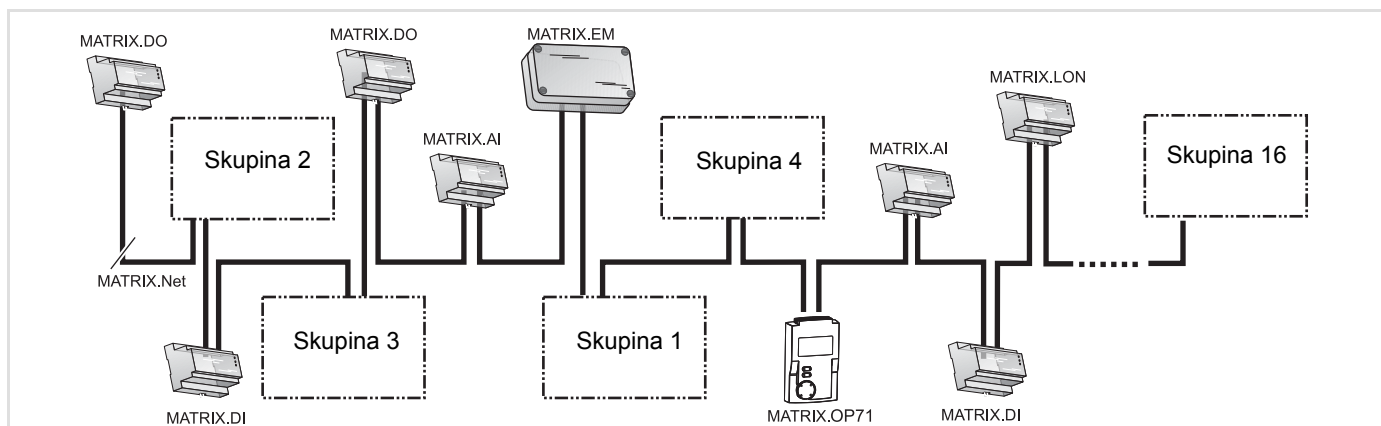 MATRIX.DO
MATRIX.DO
MATRIX.EM
MATRIX.LON
MATRIX.AI
MATRIX.AI
Skupina 2
Skupina 4
Skupina 16
MATRIX.Net
Skupina 3
Skupina 1
MATRIX.DI
MATRIX.OP71
MATRIX.DI